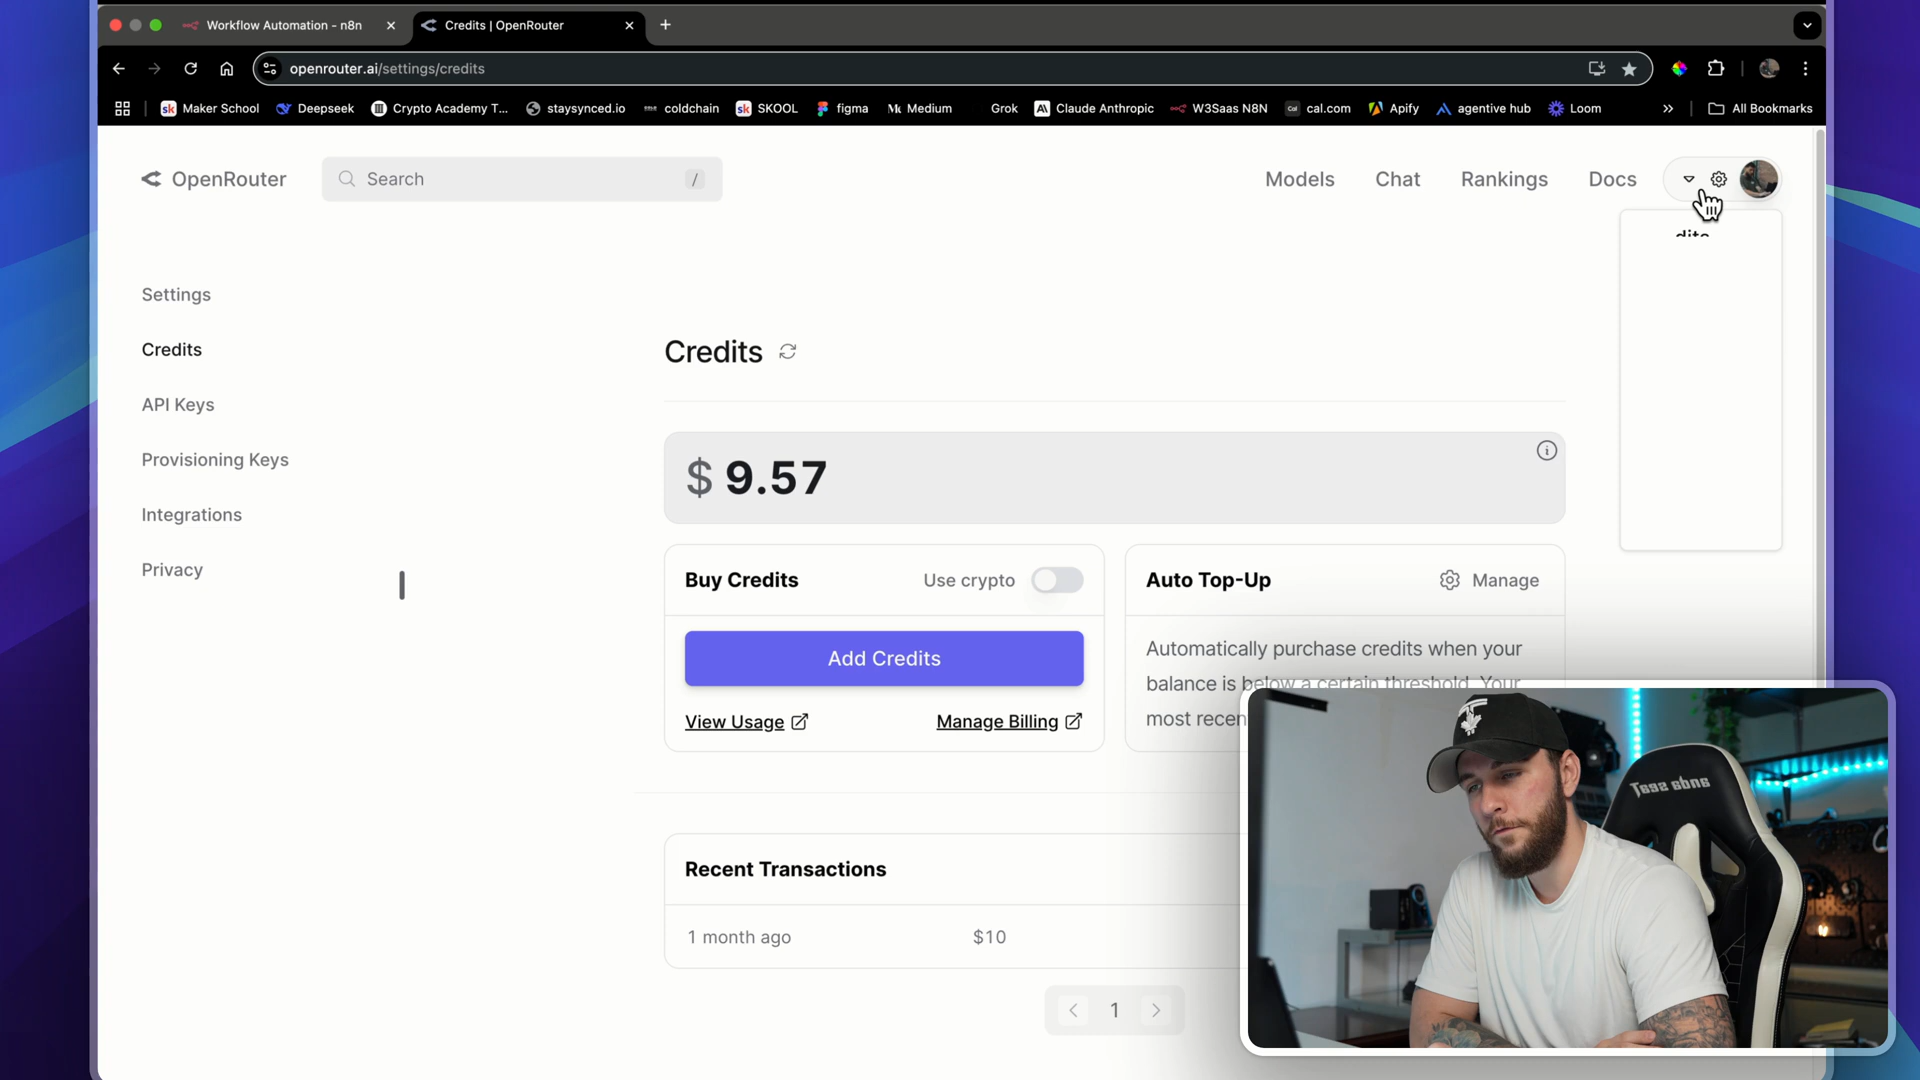 Workflow Automation - n8n
Credits | OpenRouter
openrouter.ai/settings/credits
Maker School
Deepseek
Crypto Academy T...
staysynced.io
coldchain
SKOOL
figma
Medium
Grok
Claude Anthropic
W3Saas N8N
cal.com
Apify
agentive hub
Loom
All Bookmarks
OpenRouter
Search
/
Models
Chat
Rankings
Docs
Settings
Credits
API Keys
Provisioning Keys
Integrations
Privacy
Credits
$ 9.57
Buy Credits
Use crypto
Add Credits
View Usage
Manage Billing
Auto Top-Up
Manage
Automatically purchase credits when your
balance is below a certain threshold. Your
most recen
Recent Transactions
1 month ago
$10
1